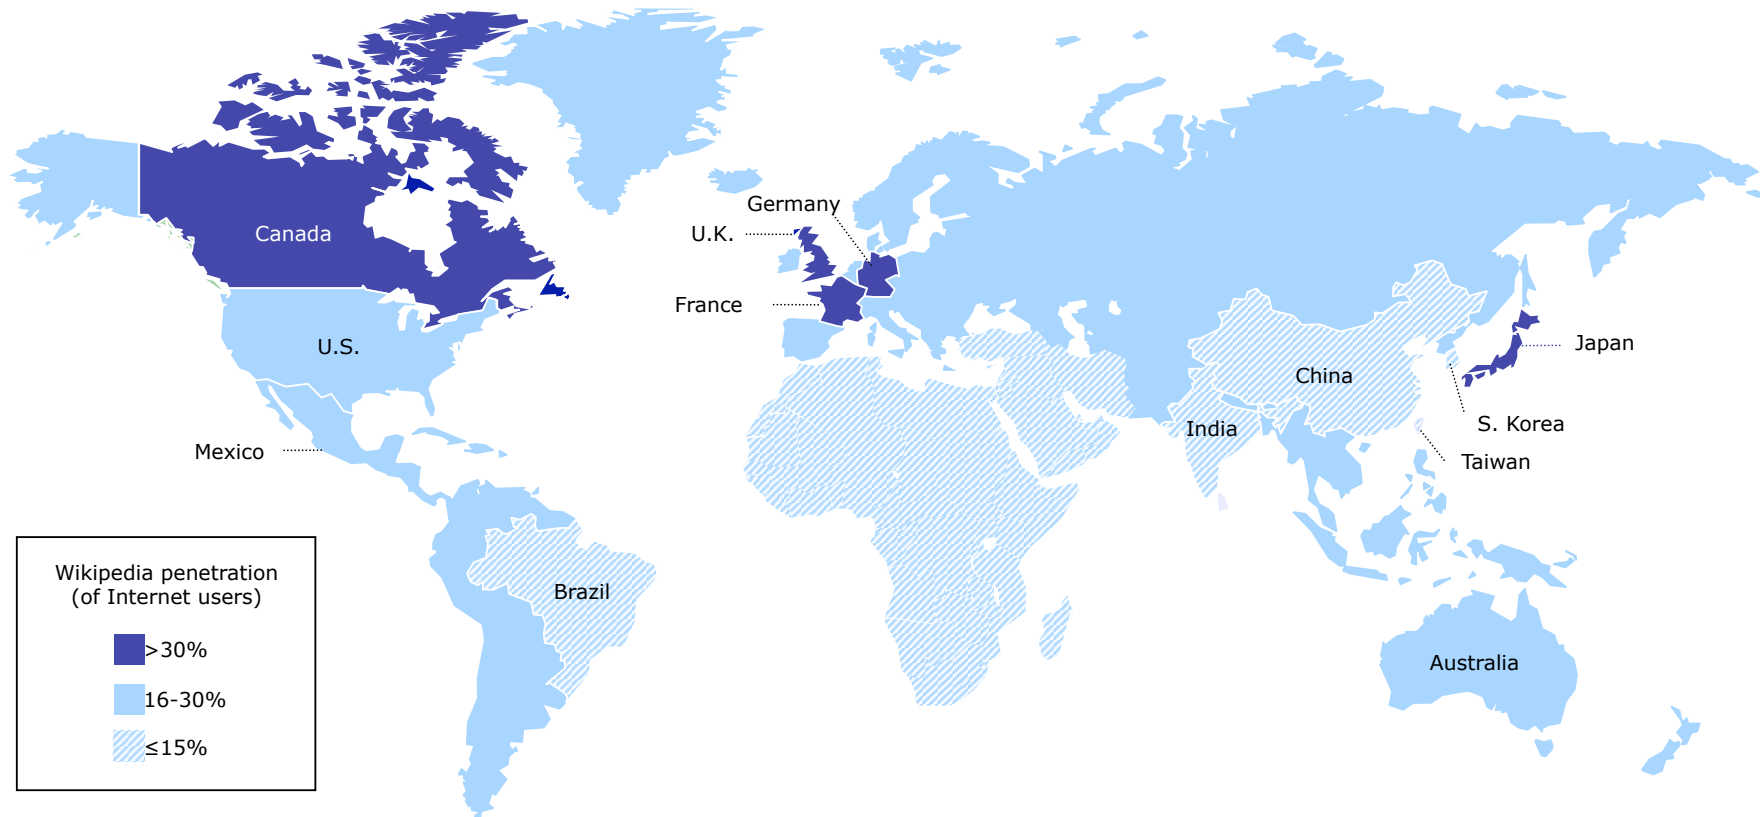 Germany
U.K.
Canada
France
U.S.
Japan
China
S. Korea
India
Mexico
Taiwan
Wikipedia penetration
(of Internet users)
>30%
16-30%
≤15%
Brazil
Australia